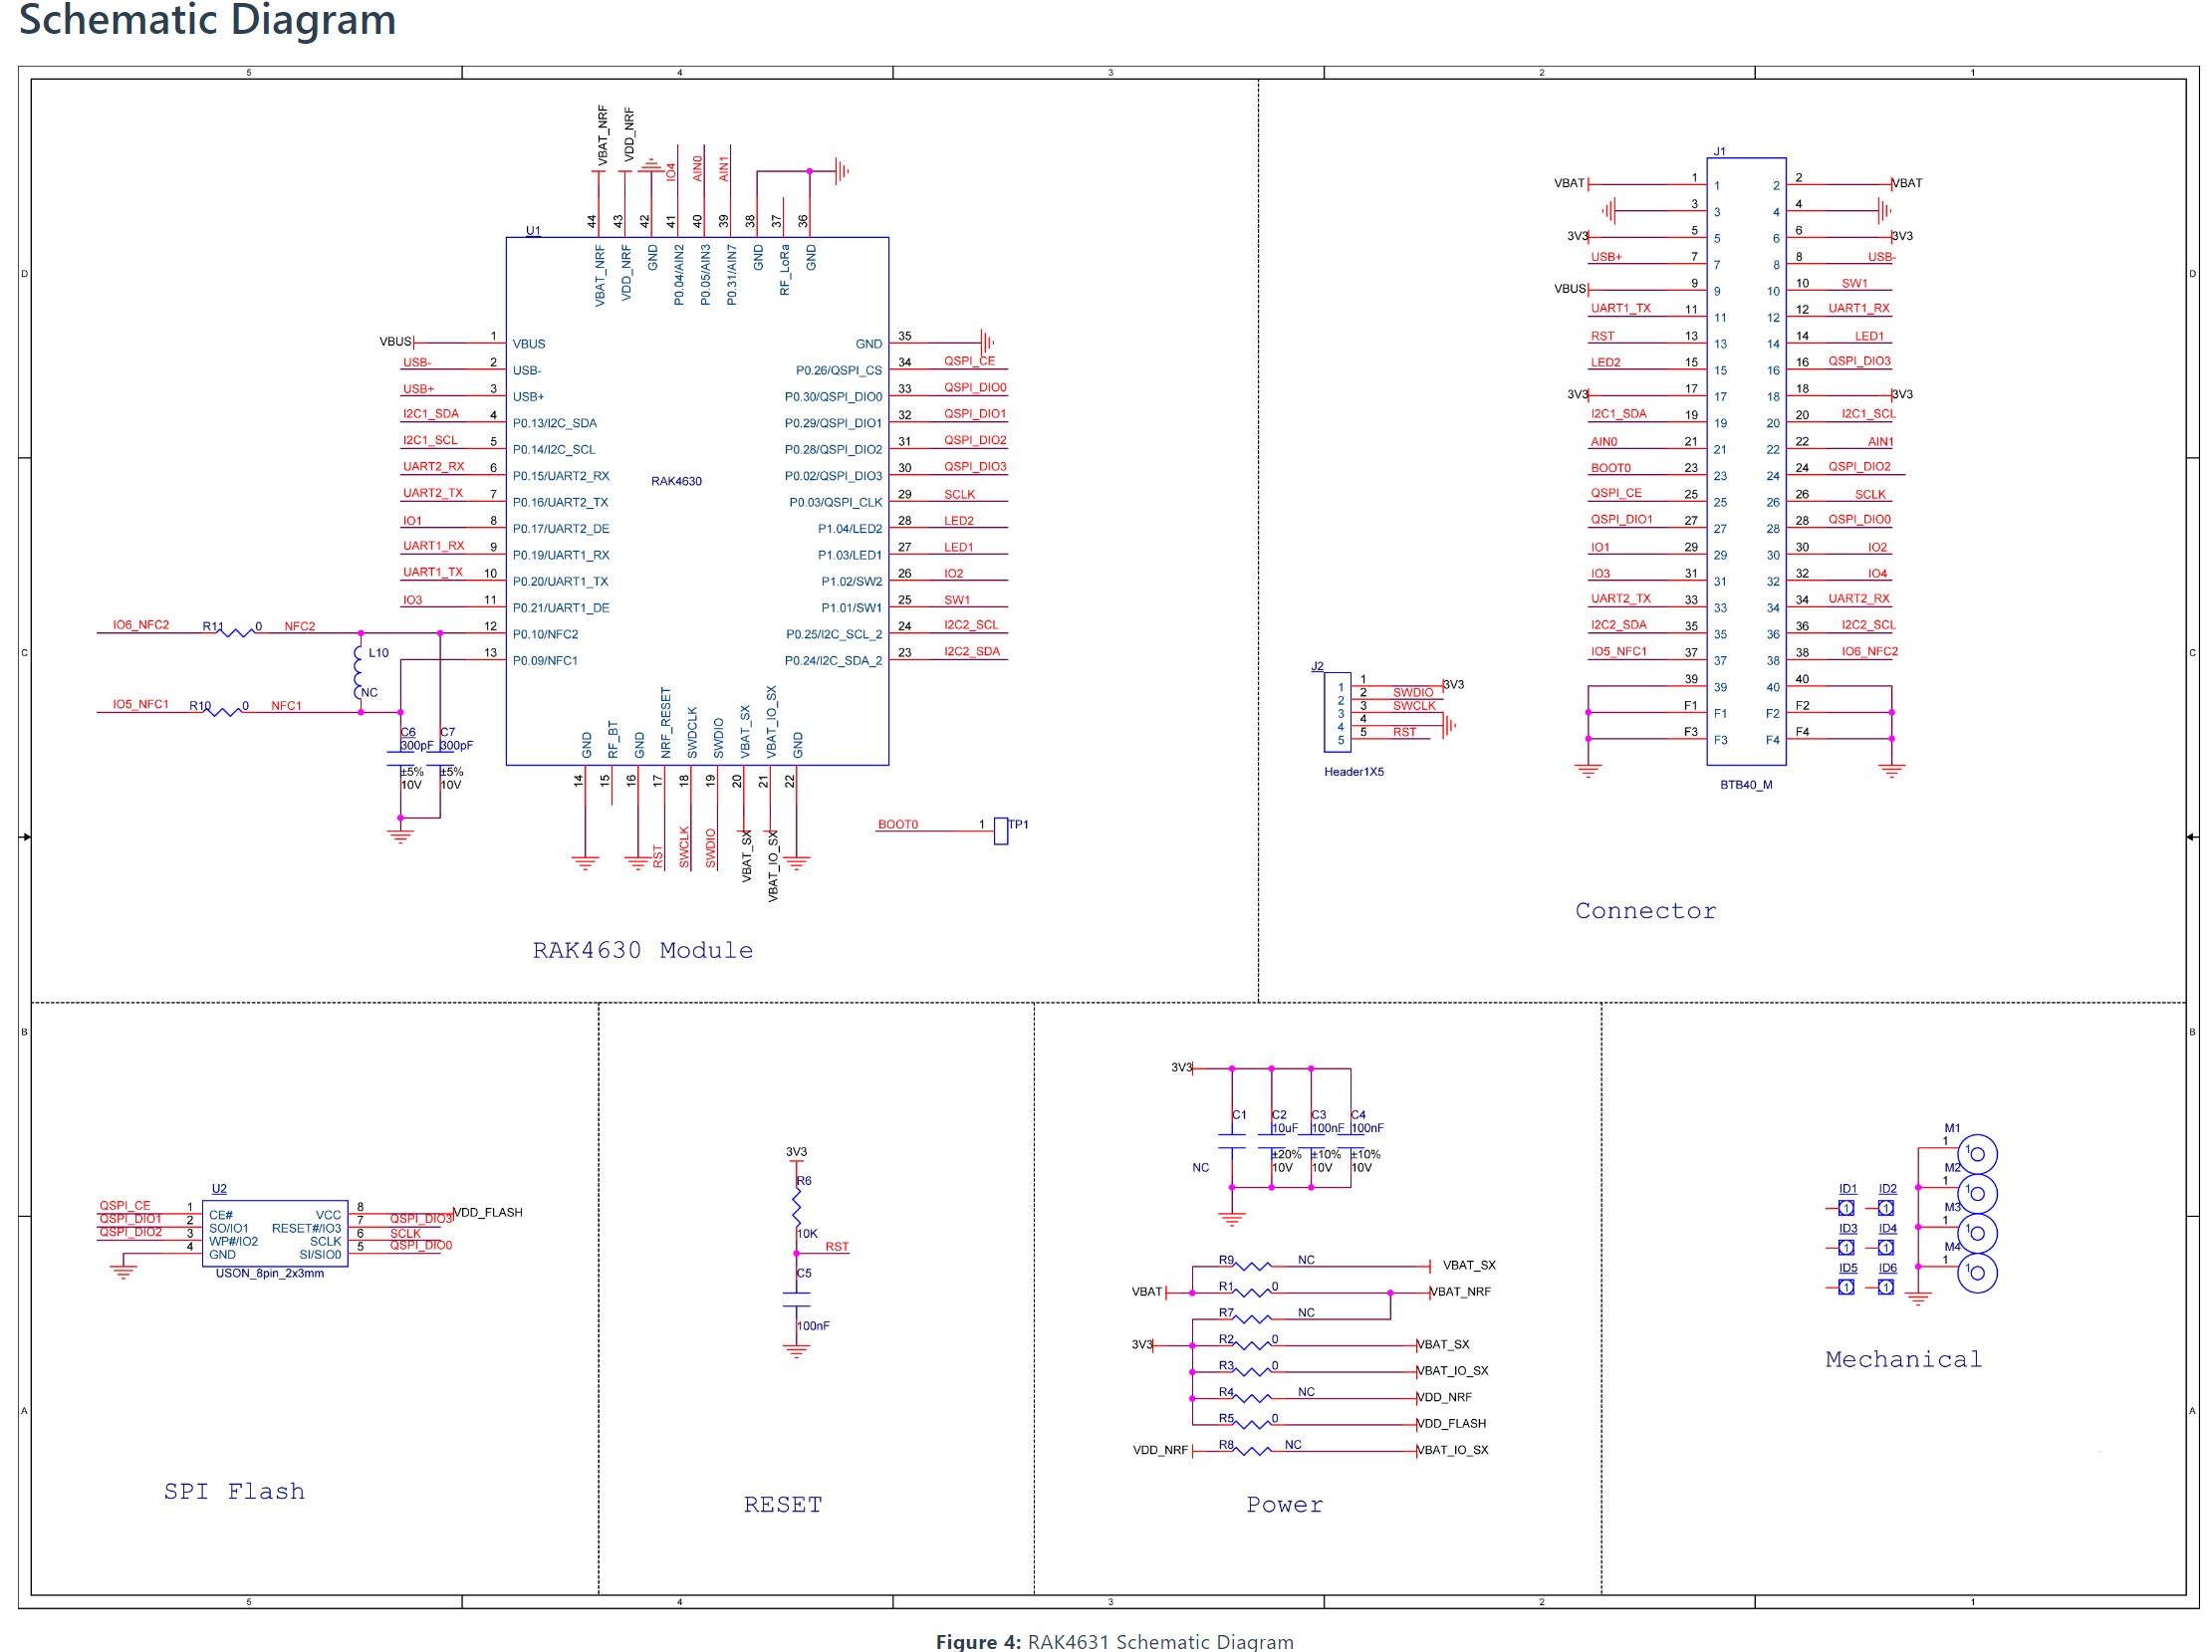 Schematic Diagram
5 4 3 2 1
D D
C C
B B
A A
U1
RAK4630
VBAT_NRF 44 VBAT_NRF
VDD_NRF 43 VDD_NRF
42 GND
IO4 41 P0.04/AIN2
AIN0 40 P0.05/AIN3
AIN1 39 P0.31/AIN7
38 GND
37 RF_LoRa
36 GND
VBUS 1 VBUS
USB- 2 USB-
USB+ 3 USB+
I2C1_SDA 4 P0.13/I2C_SDA
I2C1_SCL 5 P0.14/I2C_SCL
UART2_RX 6 P0.15/UART2_RX
UART2_TX 7 P0.16/UART2_TX
IO1 8 P0.17/UART2_DE
UART1_RX 9 P0.19/UART1_RX
UART1_TX 10 P0.20/UART1_TX
IO3 11 P0.21/UART1_DE
IO6_NFC2 R11 0 NFC2 12 P0.10/NFC2
13 P0.09/NFC1
L10
NC
IO5_NFC1 R10 0 NFC1
C6 C7
300pF 300pF
±5% ±5%
10V 10V
GND 35
P0.26/QSPI_CS 34 QSPI_CE
P0.30/QSPI_DIO0 33 QSPI_DIO0
P0.29/QSPI_DIO1 32 QSPI_DIO1
P0.28/QSPI_DIO2 31 QSPI_DIO2
P0.02/QSPI_DIO3 30 QSPI_DIO3
P0.03/QSPI_CLK 29 SCLK
P1.04/LED2 28 LED2
P1.03/LED1 27 LED1
P1.02/SW2 26 IO2
P1.01/SW1 25 SW1
P0.25/I2C_SCL_2 24 I2C2_SCL
P0.24/I2C_SDA_2 23 I2C2_SDA
GND 14
RF_BT 15
GND 16
NRF_RESET 17 RST
SWDCLK 18 SWCLK
SWDIO 19 SWDIO
VBAT_SX 20 VBAT_SX
VBAT_IO_SX 21 VBAT_IO_SX
GND 22
BOOT0 1 TP1
RAK4630 Module
J1
VBAT 1 1 2 2 VBAT
3 3 4 4
3V3 5 5 6 6 3V3
USB+ 7 7 8 8 USB-
VBUS 9 9 10 10 SW1
UART1_TX 11 11 12 12 UART1_RX
RST 13 13 14 14 LED1
LED2 15 15 16 16 QSPI_DIO3
3V3 17 17 18 18 3V3
I2C1_SDA 19 19 20 20 I2C1_SCL
AIN0 21 21 22 22 AIN1
BOOT0 23 23 24 24 QSPI_DIO2
QSPI_CE 25 25 26 26 SCLK
QSPI_DIO1 27 27 28 28 QSPI_DIO0
IO1 29 29 30 30 IO2
IO3 31 31 32 32 IO4
UART2_TX 33 33 34 34 UART2_RX
I2C2_SDA 35 35 36 36 I2C2_SCL
IO5_NFC1 37 37 38 38 IO6_NFC2
39 39 40 40
F1 F1 F2 F2
F3 F3 F4 F4
BTB40_M
J2
1 1 3V3
2 2 SWDIO
3 3 SWCLK
4 4
5 5 RST
Header1X5
Connector
U2
QSPI_CE 1 CE# VCC 8 VDD_FLASH
QSPI_DIO1 2 SO/IO1 RESET#/IO3 7 QSPI_DIO3
QSPI_DIO2 3 WP#/IO2 SCLK 6 SCLK
4 GND SI/SIO0 5 QSPI_DIO0
USON_8pin_2x3mm
SPI Flash
3V3
R6
10K
RST
C5
100nF
RESET
3V3
C1 C2 C3 C4
10uF 100nF 100nF
±20% ±10% ±10%
NC 10V 10V 10V
R9 NC VBAT_SX
VBAT R1 0 VBAT_NRF
R7 NC
3V3 R2 0 VBAT_SX
R3 0 VBAT_IO_SX
R4 NC VDD_NRF
R5 0 VDD_FLASH
VDD_NRF R8 NC VBAT_IO_SX
Power
M1
1 1
M2
1 1
M3
1 1
M4
1 1
ID1 ID2
1 1
ID3 ID4
1 1
ID5 ID6
1 1
Mechanical
5 4 3 2 1
Figure 4: RAK4631 Schematic Diagram